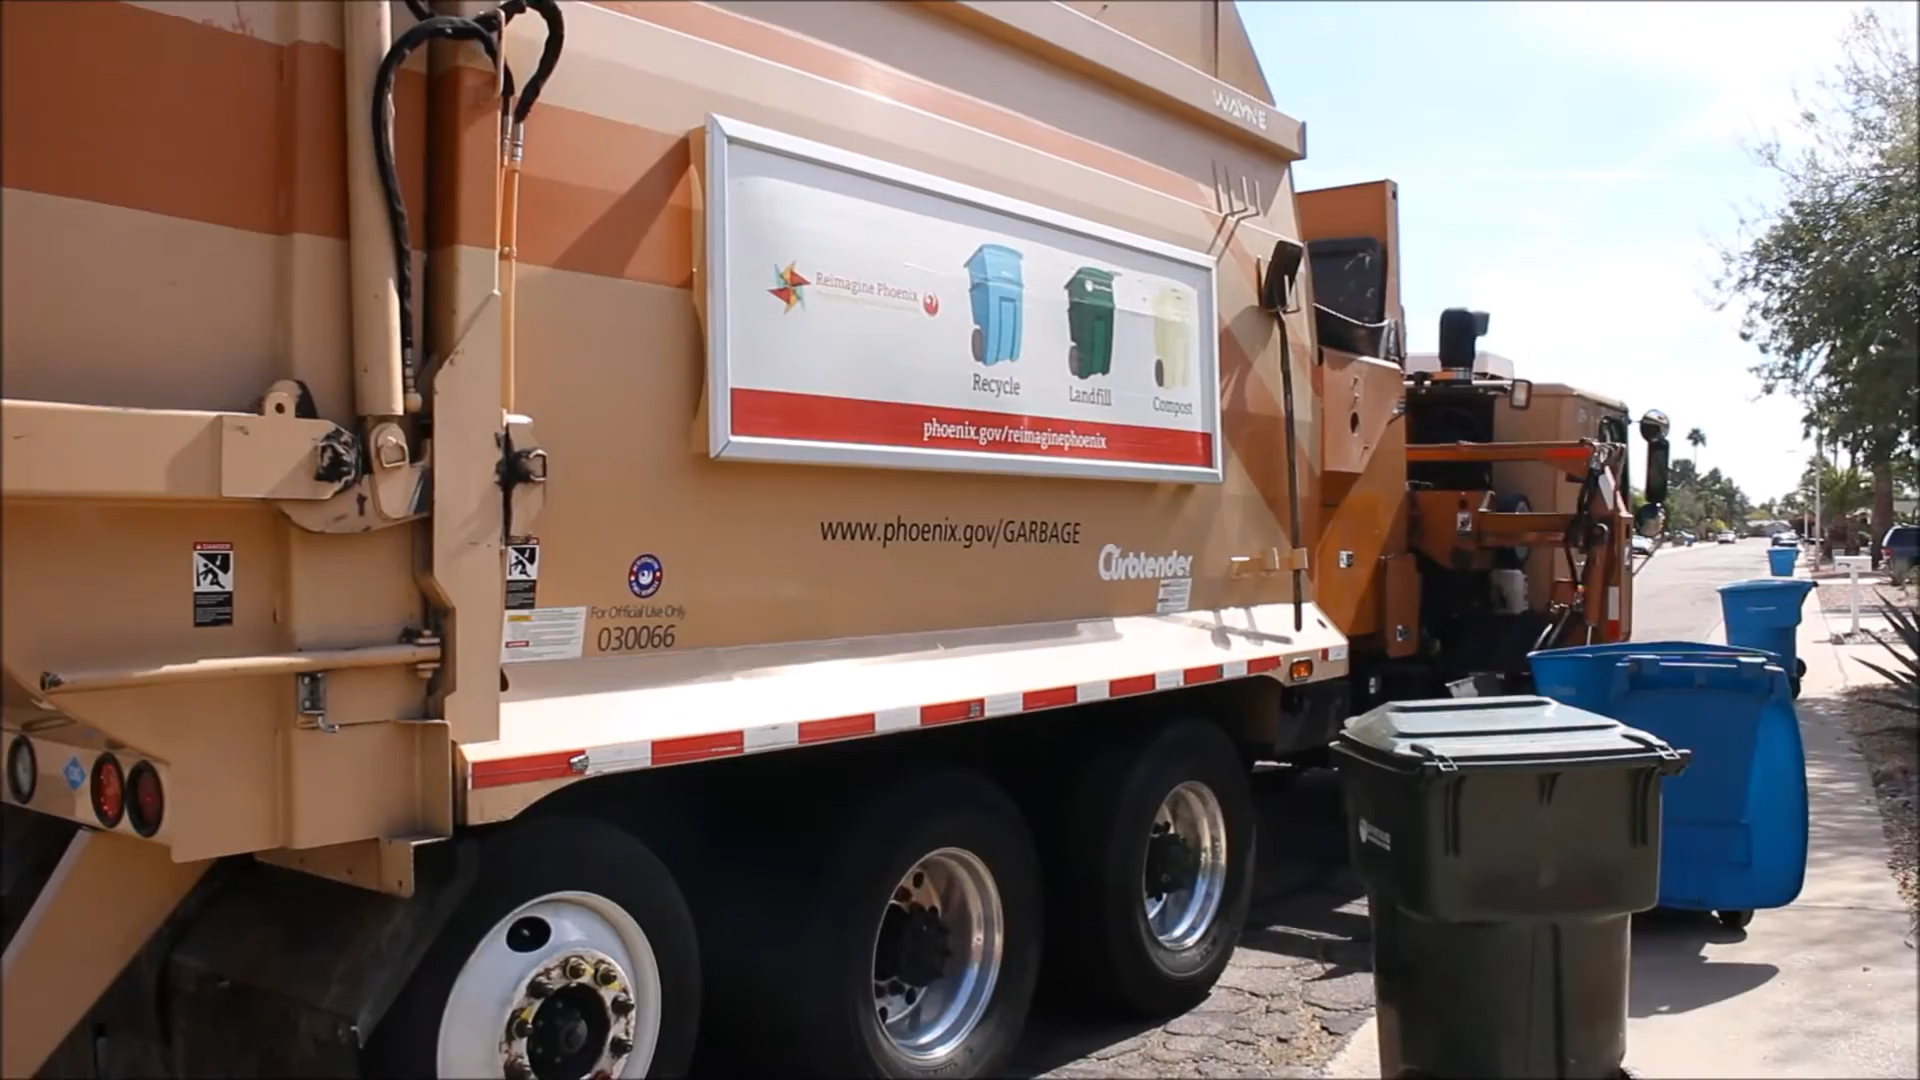 WAYNE
Reimagine Phoenix
Recycle
Landfill
Compost
phoenix.gov/reimaginephoenix
www.phoenix.gov/GARBAGE
Curbtender
For Official Use Only
030066
DANGER